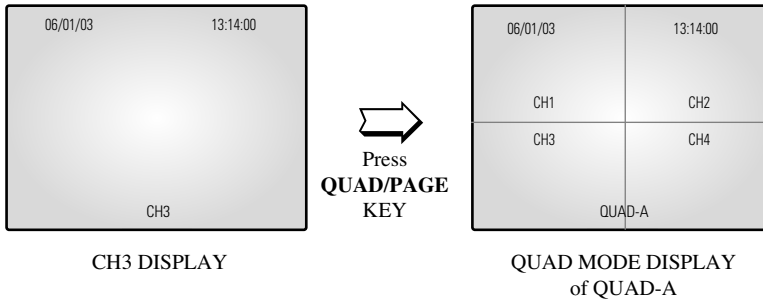 06/01/03 13:14:00
CH3
CH3 DISPLAY
Press
QUAD/PAGE
KEY
06/01/03 13:14:00
CH1 CH2
CH3 CH4
QUAD-A
QUAD MODE DISPLAY
of QUAD-A